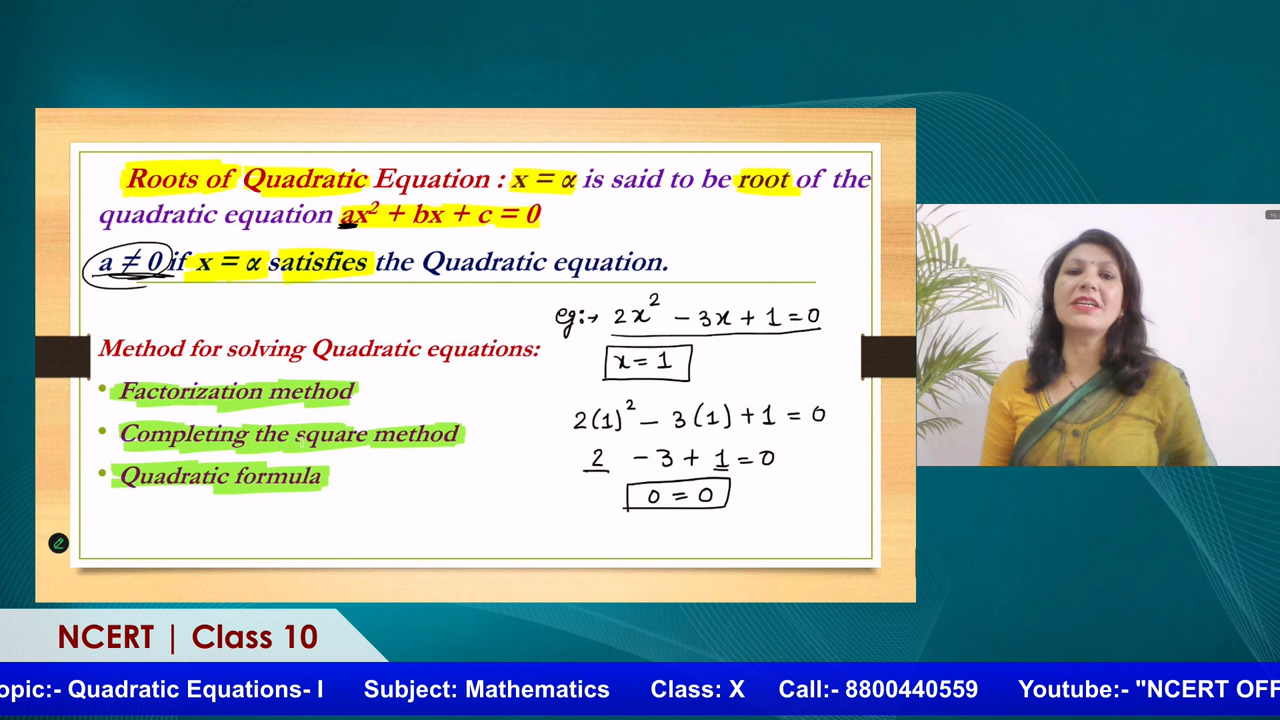 Roots of Quadratic Equation : x = α is said to be root of the
quadratic equation ax² + bx + c = 0
a ≠ 0 if x = α satisfies the Quadratic equation.
Method for solving Quadratic equations:
• Factorization method
• Completing the square method
• Quadratic formula
eg:→ 2x² − 3x + 1 = 0
x = 1
2(1)² − 3(1) + 1 = 0
2 − 3 + 1 = 0
0 = 0
NCERT | Class 10
opic:- Quadratic Equations- I Subject: Mathematics Class: X Call:- 8800440559 Youtube:- "NCERT OFF